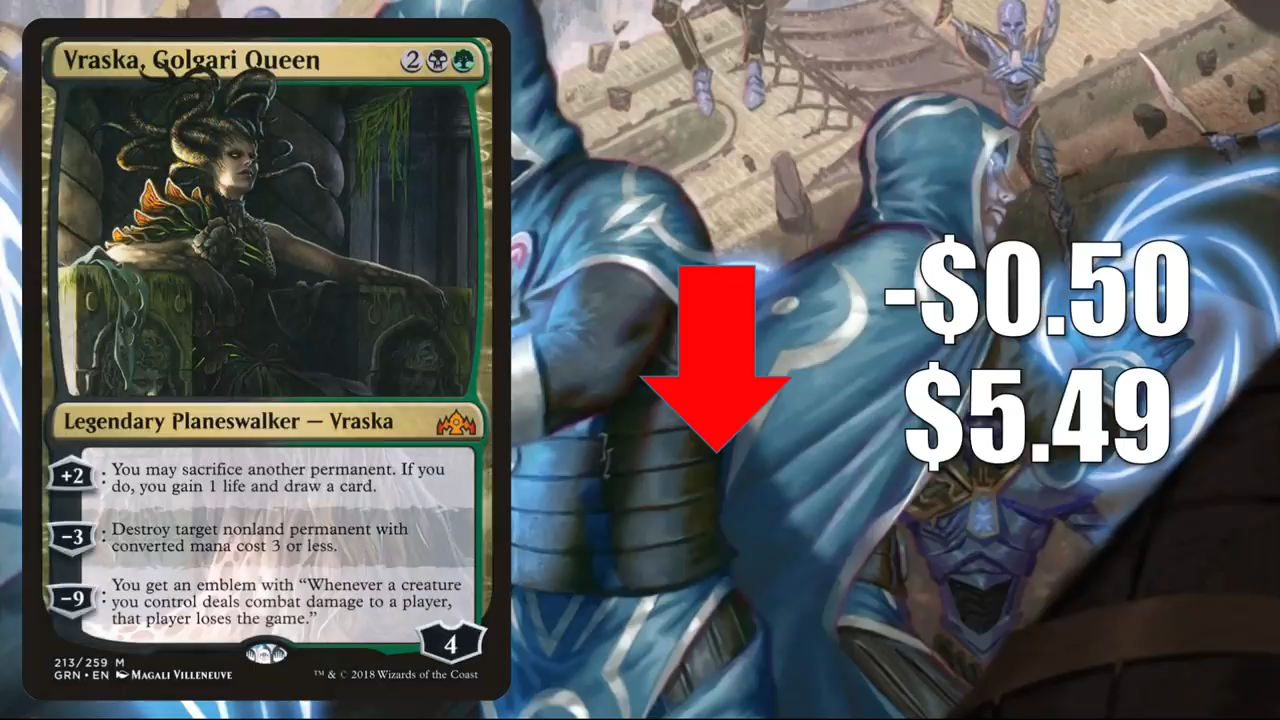 Vraska, Golgari Queen 2
Legendary Planeswalker — Vraska
+2 : You may sacrifice another permanent. If you
do, you gain 1 life and draw a card.
−3 : Destroy target nonland permanent with
converted mana cost 3 or less.
−9 : You get an emblem with “Whenever a creature
you control deals combat damage to a player,
that player loses the game.”
4
213/259 M
GRN • EN Magali Villeneuve
™ & © 2018 Wizards of the Coast
-$0.50
$5.49